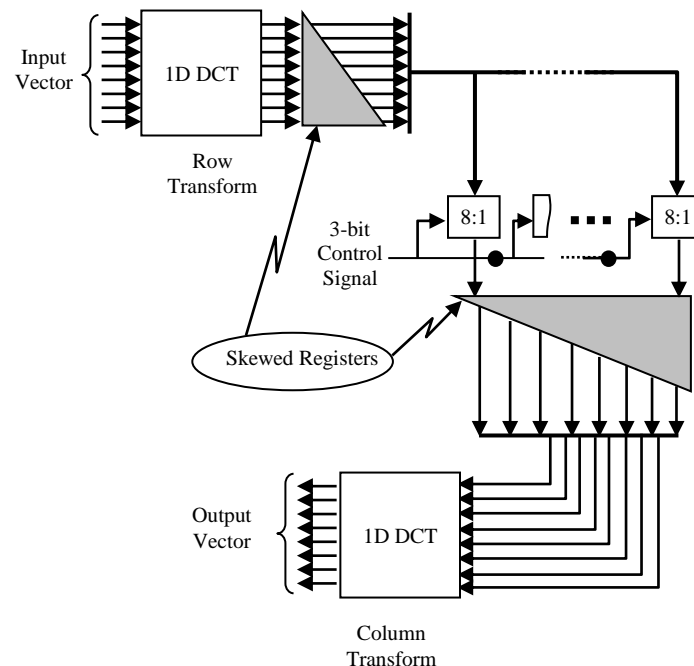 Input
Vector
1D DCT
Row
Transform
8:1
8:1
3-bit
Control
Signal
Skewed Registers
Output
Vector
1D DCT
Column
Transform